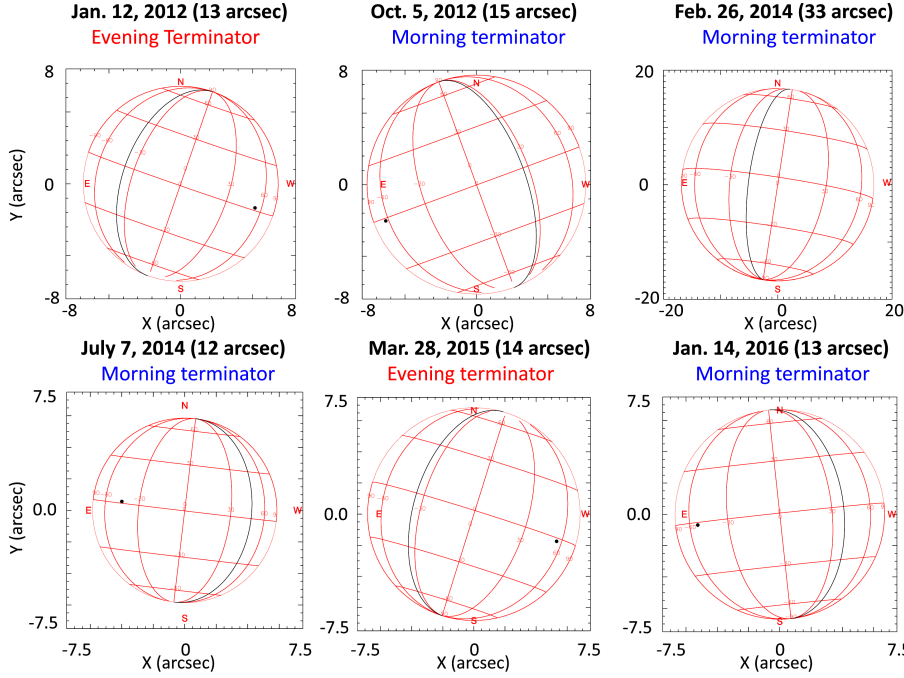 Jan. 12, 2012 (13 arcsec)
Evening Terminator
Oct. 5, 2012 (15 arcsec)
Morning terminator
Feb. 26, 2014 (33 arcsec)
Morning terminator
8
0
-8
Y (arcsec)
N
E
W
S
-8
0
8
X (arcsec)
8
0
-8
N
E
W
S
-8
0
8
X (arcsec)
20
0
-20
N
E
W
S
-20
0
20
X (arcesc)
July 7, 2014 (12 arcsec)
Morning terminator
Mar. 28, 2015 (14 arcsec)
Evening terminator
Jan. 14, 2016 (13 arcsec)
Morning terminator
7.5
0.0
-7.5
Y (arcsec)
N
E
W
S
-7.5
0
7.5
X (arcsec)
7.5
0.0
-7.5
N
E
W
S
-7.5
0
7.5
X (arcsec)
7.5
0.0
-7.5
N
E
W
S
-7.5
0
7.5
X (arcsec)